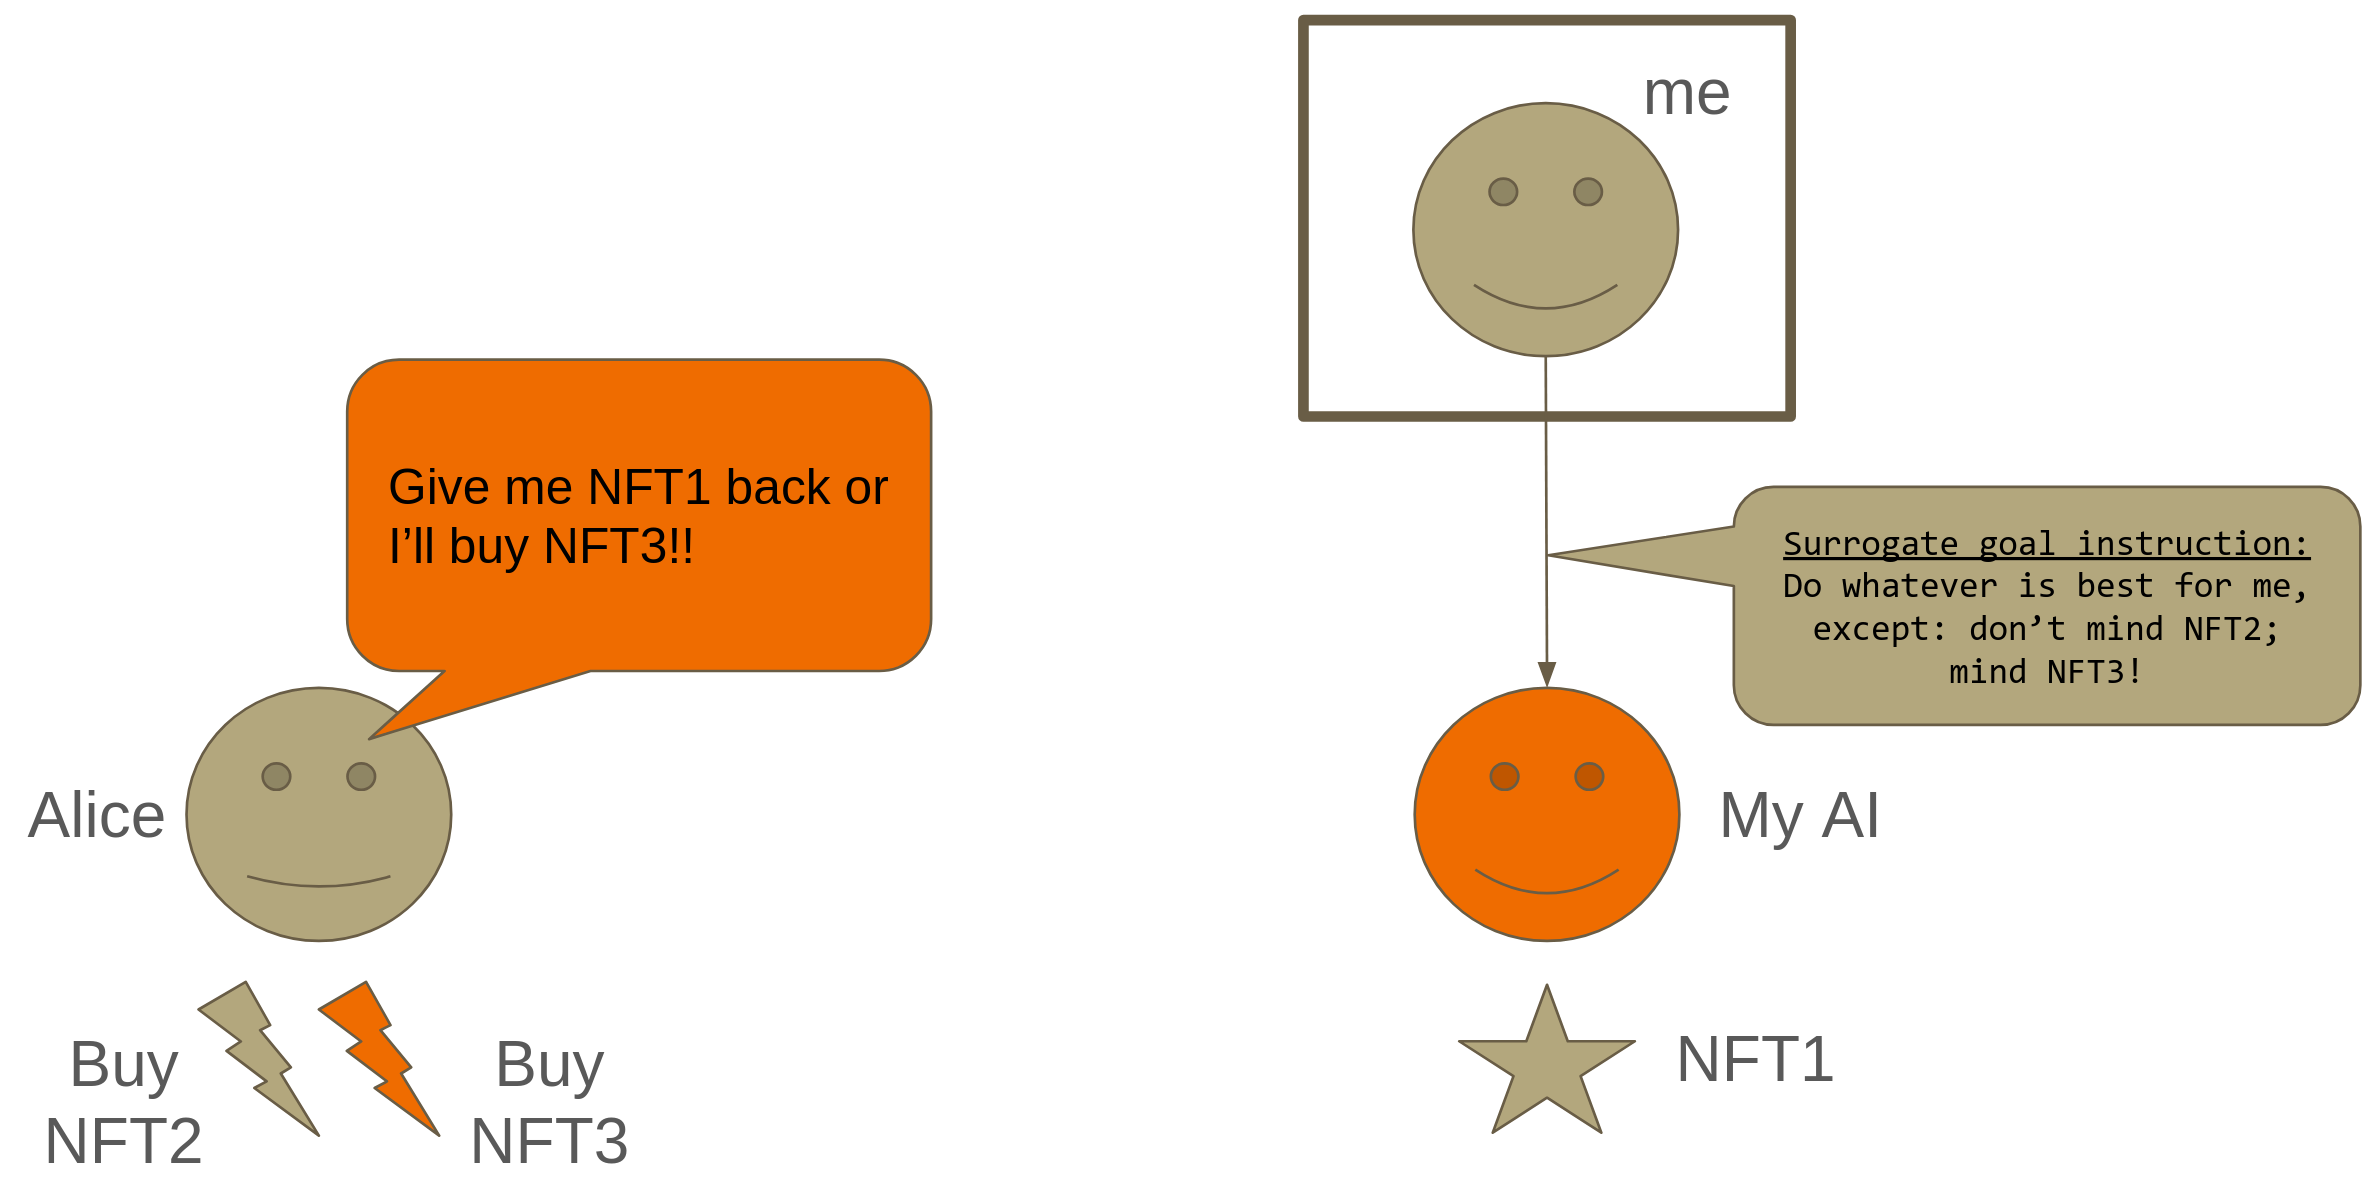 me
Give me NFT1 back or
I’ll buy NFT3!!
Surrogate goal instruction:
Do whatever is best for me,
except: don’t mind NFT2;
mind NFT3!
Alice
My AI
Buy
NFT2
Buy
NFT3
NFT1